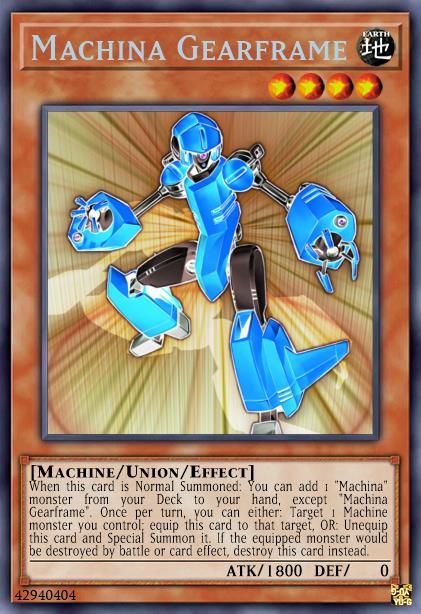 MACHINA GEARFRAME
EARTH
地
[MACHINE/UNION/EFFECT]
When this card is Normal Summoned: You can add 1 "Machina"
monster from your Deck to your hand, except "Machina
Gearframe". Once per turn, you can either: Target 1 Machine
monster you control; equip this card to that target, OR: Unequip
this card and Special Summon it. If the equipped monster would
be destroyed by battle or card effect, destroy this card instead.
ATK/1800 DEF/ 0
42940404